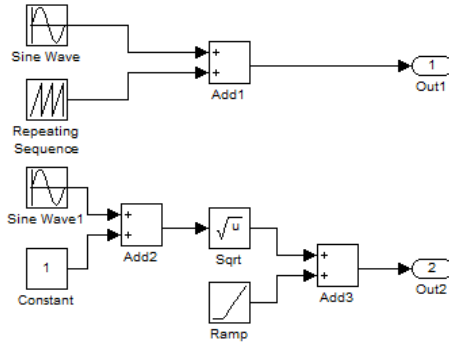 Sine Wave
+
+
Add1
1
Out1
Repeating
Sequence
Sine Wave1
+
+
Add2
1
Constant
√u
Sqrt
Ramp
+
+
Add3
2
Out2